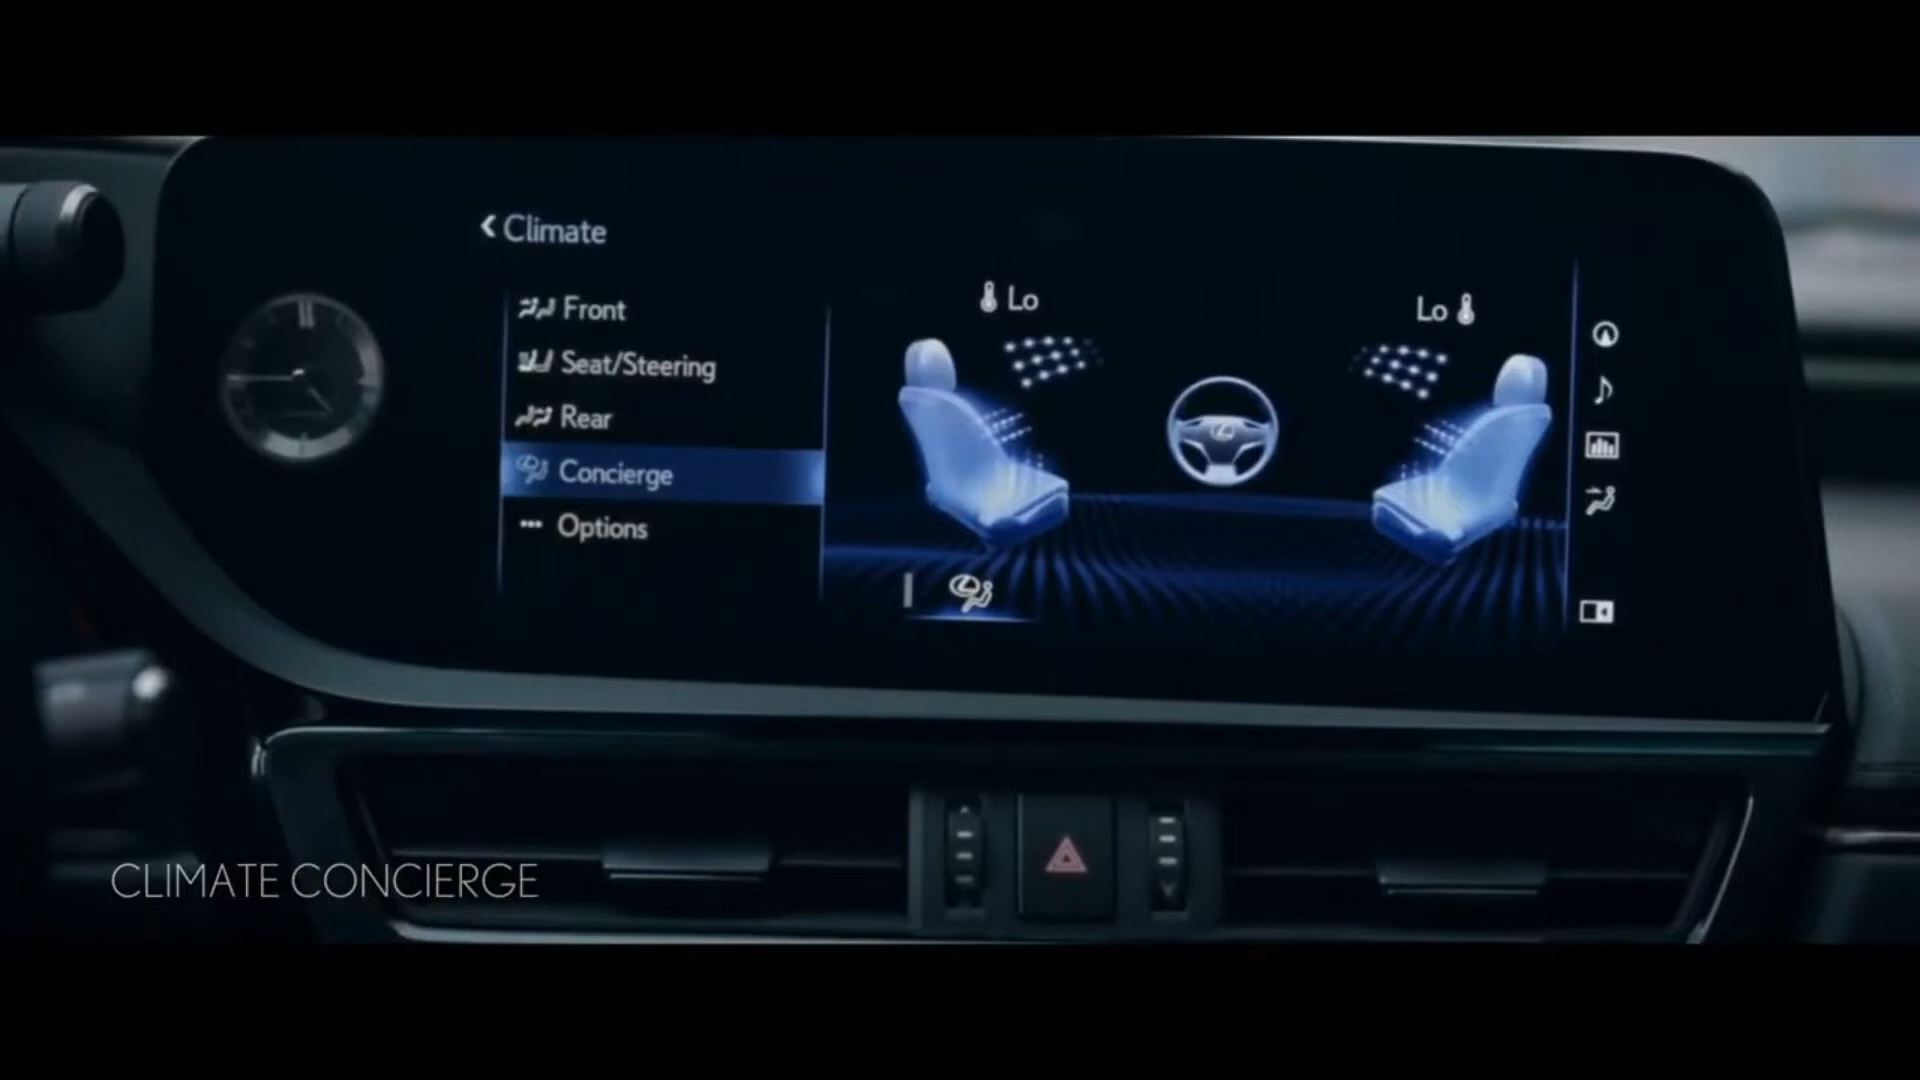 Climate
Front
Seat/Steering
Rear
Concierge
Options
Lo
Lo
CLIMATE CONCIERGE